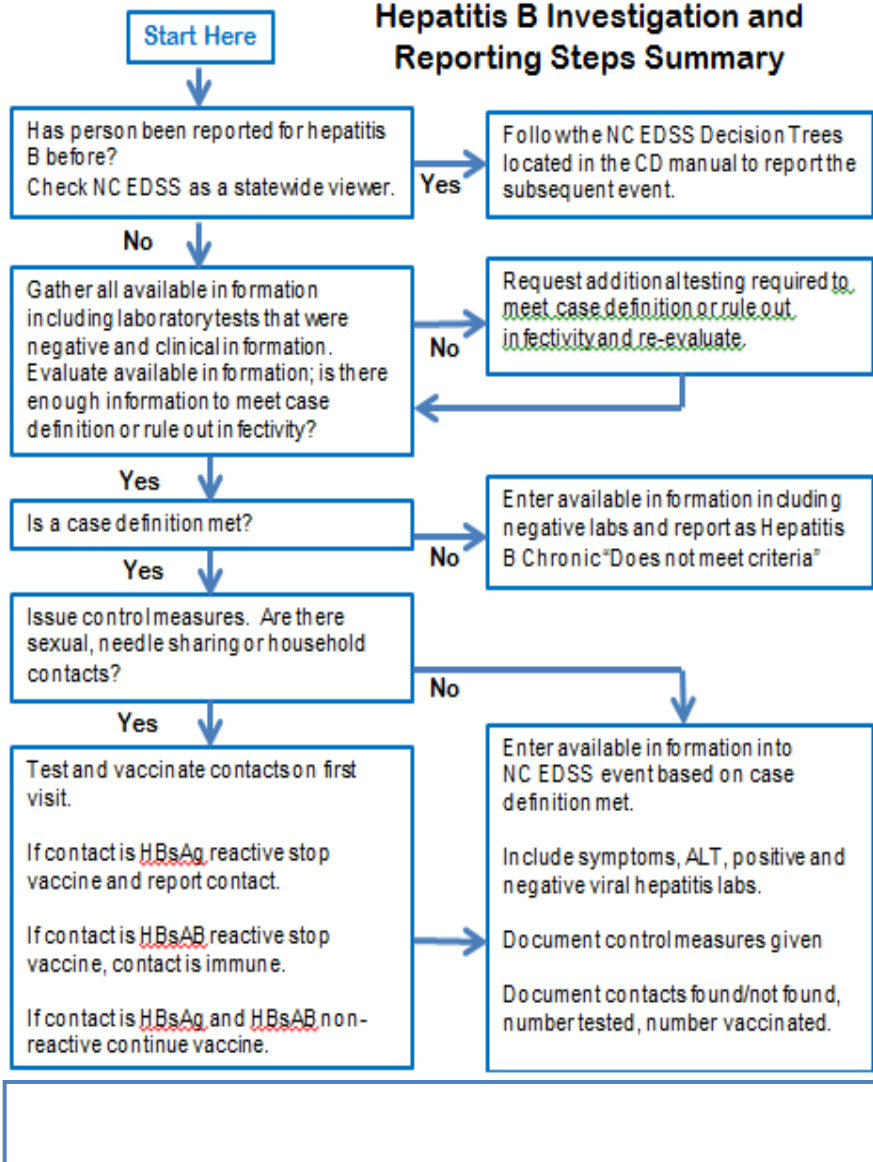 Hepatitis B Investigation and
Reporting Steps Summary
Start Here
Has person been reported for hepatitis
B before?
Check NC EDSS as a statewide viewer.
Yes
Follow the NC EDSS Decision Trees
located in the CD manual to report the
subsequent event.
No
Gather all available information
including laboratory tests that were
negative and clinical information.
Evaluate available information; is there
enough information to meet case
definition or rule out infectivity?
No
Request additional testing required to
meet case definition or rule out
infectivity and re-evaluate.
Yes
Is a case definition met?
No
Enter available information including
negative labs and report as Hepatitis
B Chronic "Does not meet criteria"
Yes
Issue control measures. Are there
sexual, needle sharing or household
contacts?
No
Yes
Test and vaccinate contacts on first
visit.
If contact is HBsAg reactive stop
vaccine and report contact.
If contact is HBsAB reactive stop
vaccine, contact is immune.
If contact is HBsAg and HBsAB non-
reactive continue vaccine.
Enter available information into
NC EDSS event based on case
definition met.
Include symptoms, ALT, positive and
negative viral hepatitis labs.
Document control measures given
Document contacts found/not found,
number tested, number vaccinated.